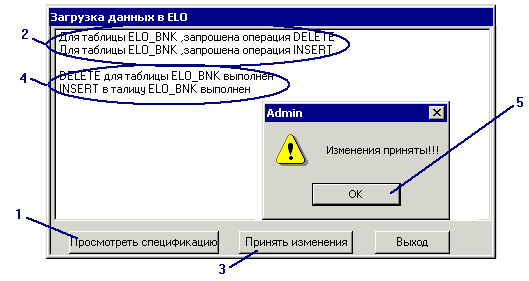 Загрузка данных в ELO
2
Для таблицы ELO_BNK ,запрошена операция DELETE
Для таблицы ELO_BNK ,запрошена операция INSERT
4
DELETE для таблицы ELO_BNK выполнен
INSERT в талицу ELO_BNK выполнен
5
Admin
Изменения приняты!!!
OK
1
Просмотреть спецификацию
Принять изменения
Выход
3